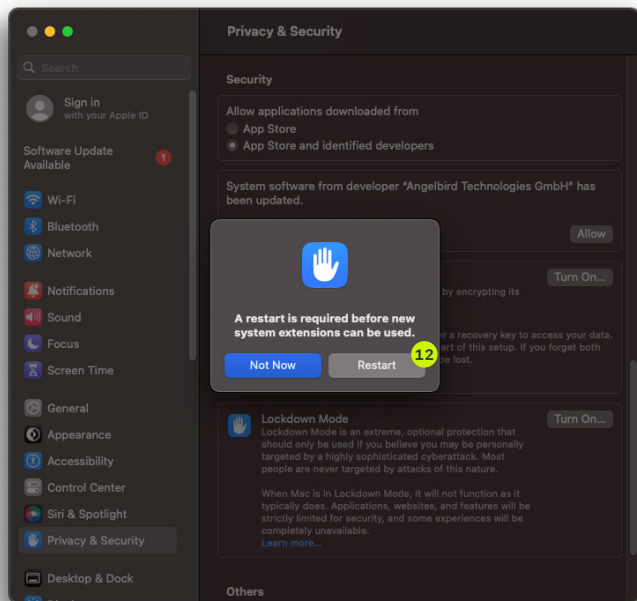 Privacy & Security
Search
Sign in
with your Apple ID
Software Update
Available
1
Wi-Fi
Bluetooth
Network
Notifications
Sound
Focus
Screen Time
General
Appearance
Accessibility
Control Center
Siri & Spotlight
Privacy & Security
Desktop & Dock
Security
Allow applications downloaded from
App Store
App Store and identified developers
System software from developer "Angelbird Technologies GmbH" has
been updated.
Allow
A restart is required before new
system extensions can be used.
Not Now
Restart
12
Turn On...
by encrypting its
or a recovery key to access your data.
art of this setup. If you forget both
be lost.
Lockdown Mode
Turn On...
Lockdown Mode is an extreme, optional protection that
should only be used if you believe you may be personally
targeted by a highly sophisticated cyberattack. Most
people are never targeted by attacks of this nature.
When Mac is in Lockdown Mode, it will not function as it
typically does. Applications, websites, and features will be
strictly limited for security, and some experiences will be
completely unavailable.
Learn more...
Others